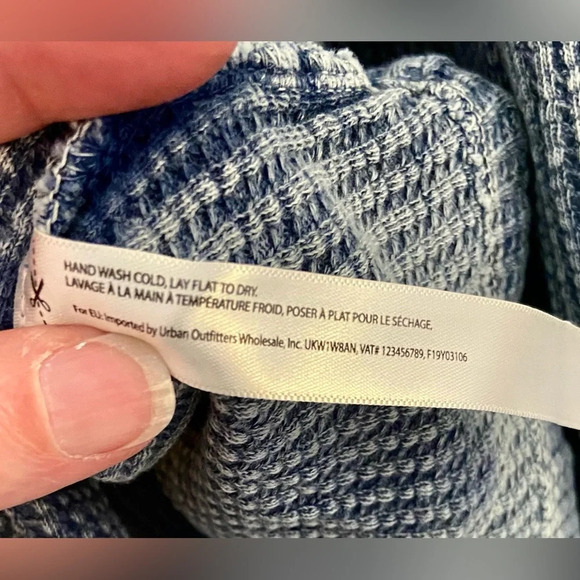 HAND WASH COLD, LAY FLAT TO DRY.
LAVAGE À LA MAIN À TEMPÉRATURE FROID, POSER À PLAT POUR LE SÉCHAGE,
For EU: Imported by Urban Outfitters Wholesale, Inc. UKW1W8AN, VAT# 123456789, F19Y03106